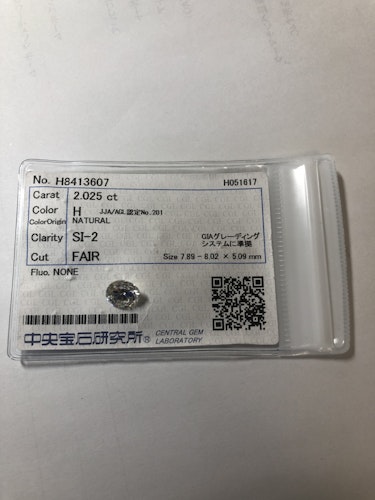 No. H8413607 H051617
Carat 2.025 ct
Color H JJA/AGL認定No.201
ColorOrigin NATURAL
Clarity SI-2 GIAグレーディング
システムに準拠
Cut FAIR Size 7.89 - 8.02 × 5.09 mm
Fluo. NONE
中央宝石研究所® CENTRAL GEM
LABORATORY